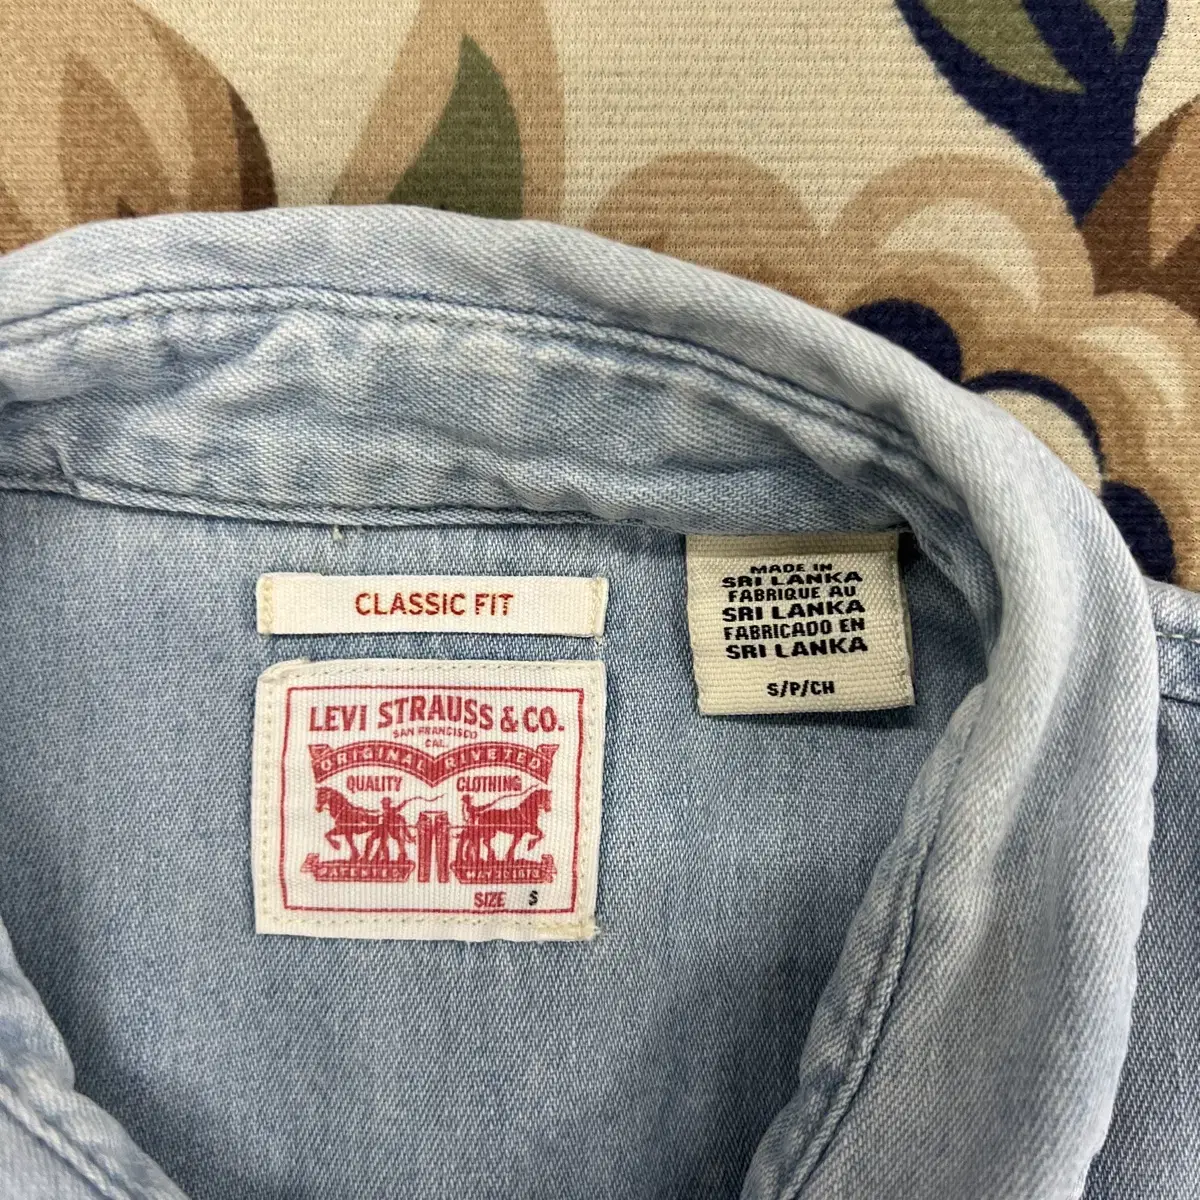 CLASSIC FIT
LEVI STRAUSS & CO.
SAN FRANCISCO
CAL.
ORIGINAL RIVETED
QUALITY CLOTHING
PATENTED
SIZE S
MADE IN
SRI LANKA
FABRIQUE AU
SRI LANKA
FABRICADO EN
SRI LANKA
S/P/CH